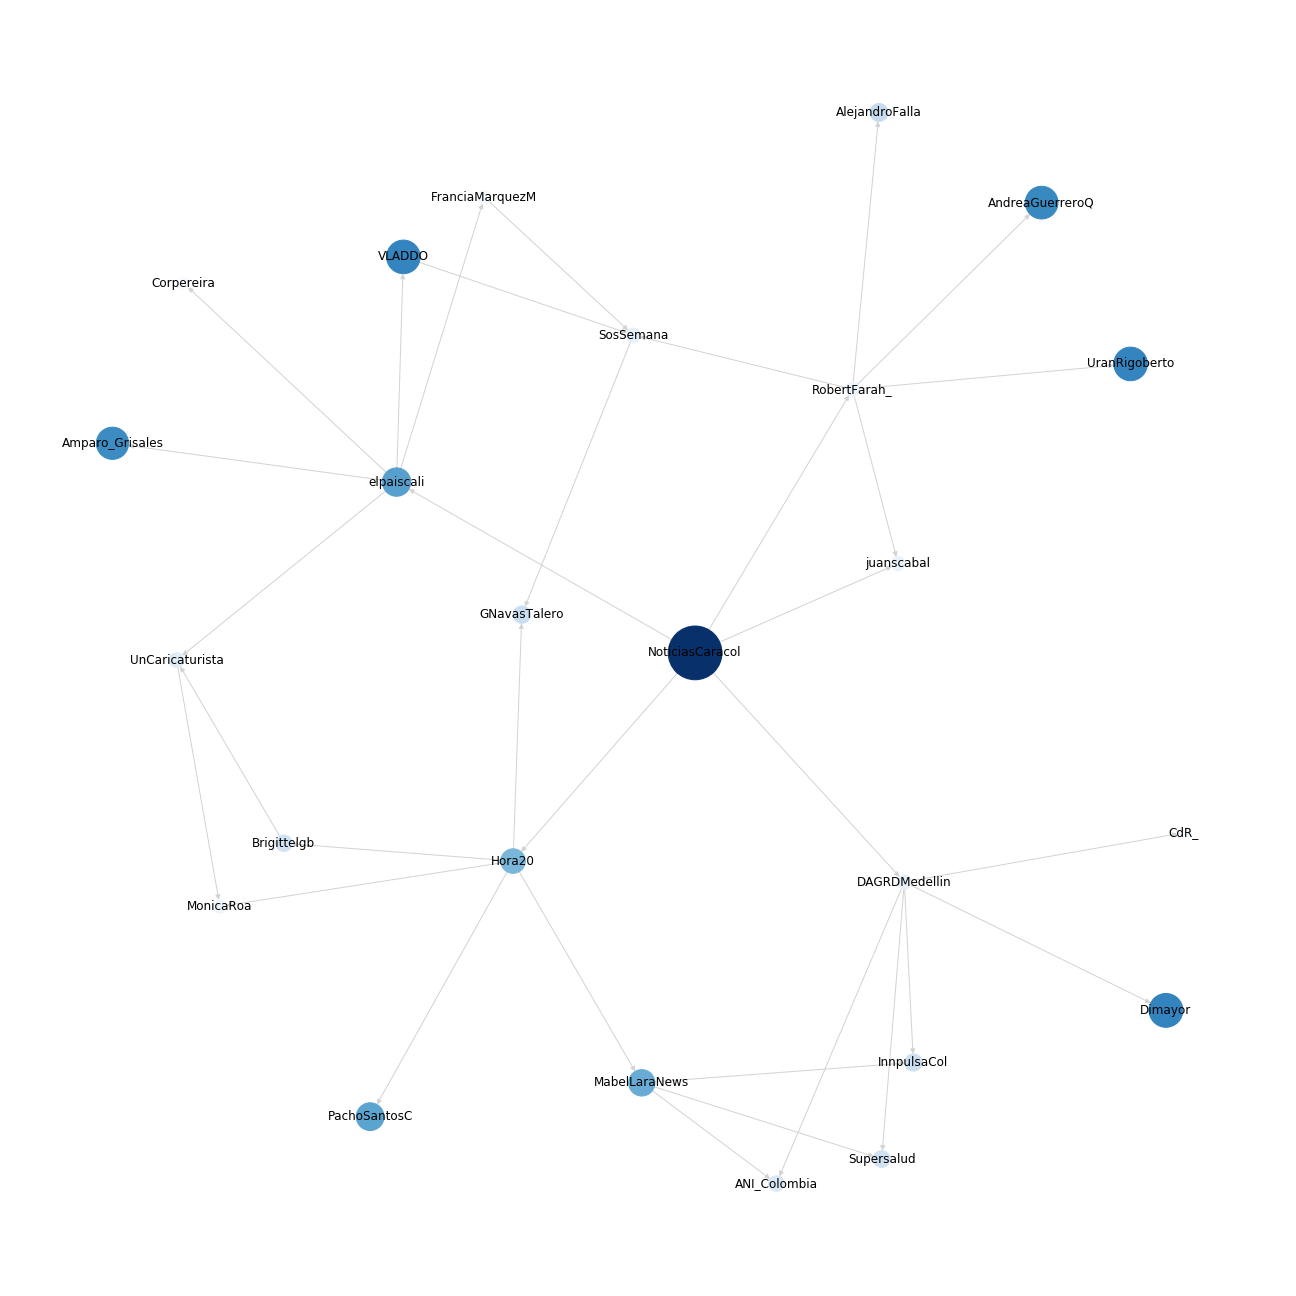 AlejandroFalla
FranciaMarquezM
AndreaGuerreroQ
VLADDO
Corpereira
SosSemana
UranRigoberto
RobertFarah_
Amparo_Grisales
elpaiscali
juanscabal
GNavasTalero
NoticiasCaracol
UnCaricaturista
CdR_
Brigittelgb
Hora20
DAGRDMedellin
MonicaRoa
Dimayor
InnpulsaCol
MabelLaraNews
PachoSantosC
Supersalud
ANI_Colombia